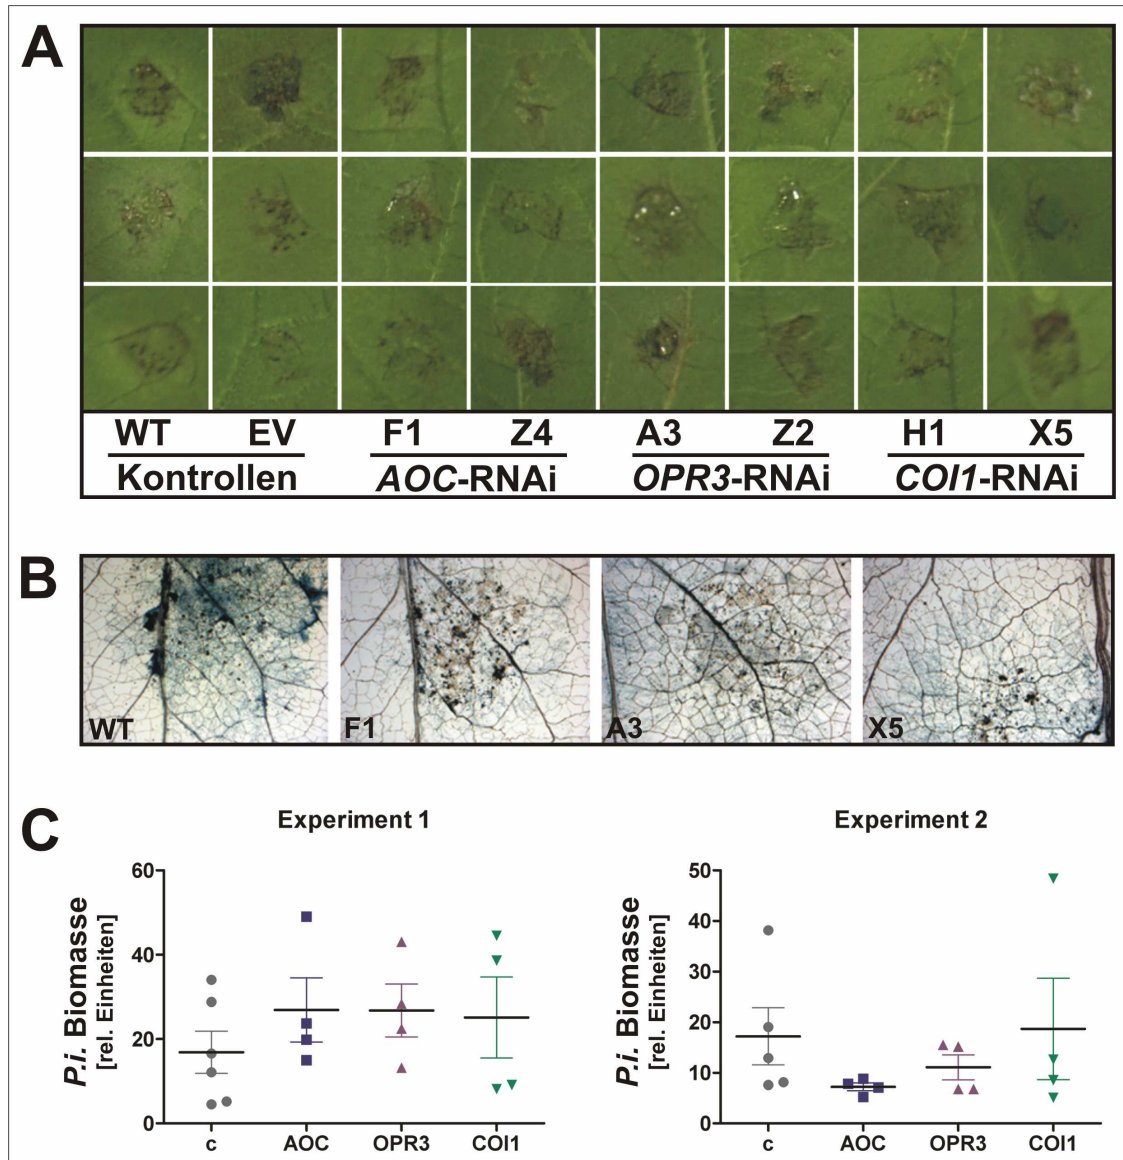 A
WT EV F1 Z4 A3 Z2 H1 X5
Kontrollen AOC-RNAi OPR3-RNAi COI1-RNAi
B
WT F1 A3 X5
C
Experiment 1
P.i. Biomasse
[rel. Einheiten]
60
40
20
0
c AOC OPR3 COI1
Experiment 2
P.i. Biomasse
[rel. Einheiten]
50
40
30
20
10
0
c AOC OPR3 COI1